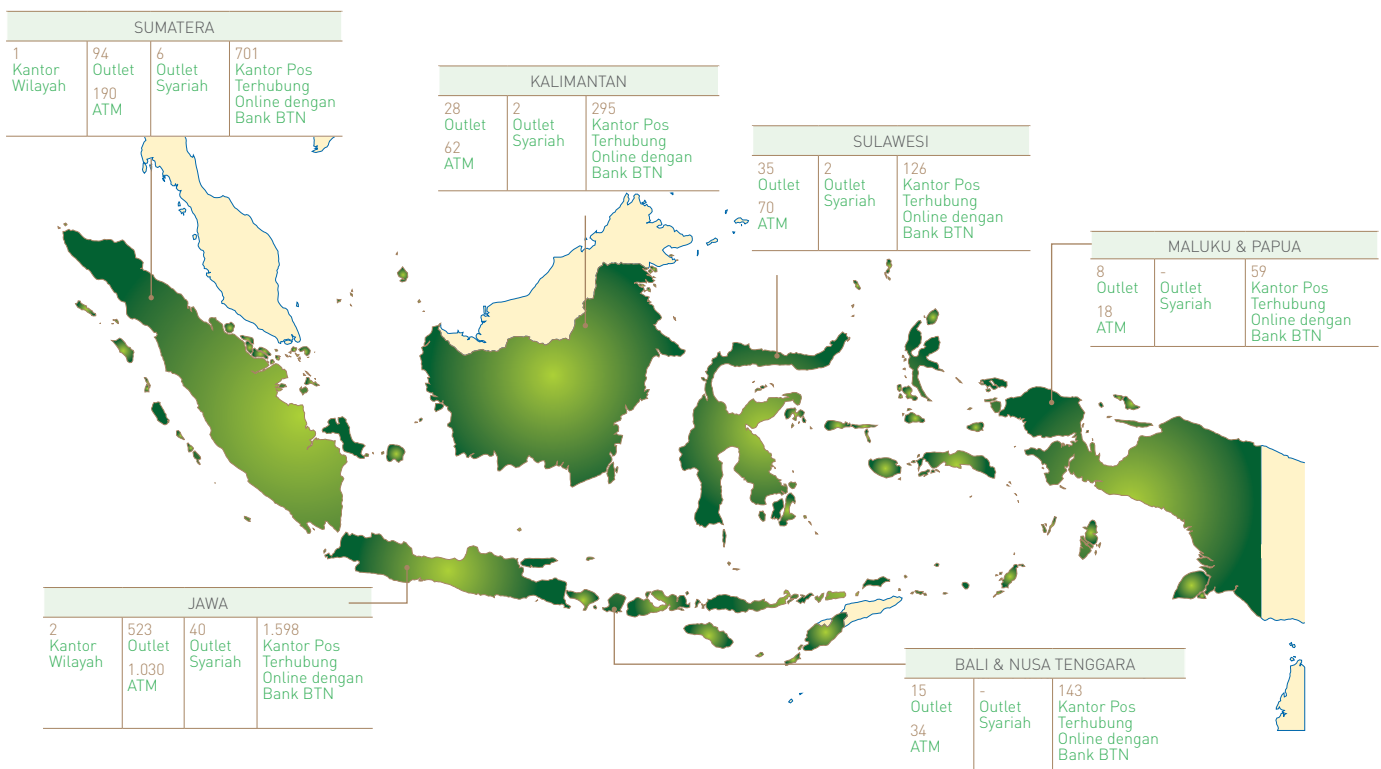 SUMATERA
1
Kantor
Wilayah
94
Outlet
190
ATM
6
Outlet
Syariah
701
Kantor Pos
Terhubung
Online dengan
Bank BTN
KALIMANTAN
28
Outlet
62
ATM
2
Outlet
Syariah
295
Kantor Pos
Terhubung
Online dengan
Bank BTN
SULAWESI
35
Outlet
70
ATM
2
Outlet
Syariah
126
Kantor Pos
Terhubung
Online dengan
Bank BTN
MALUKU & PAPUA
8
Outlet
18
ATM
-
Outlet
Syariah
59
Kantor Pos
Terhubung
Online dengan
Bank BTN
JAWA
2
Kantor
Wilayah
523
Outlet
1.030
ATM
40
Outlet
Syariah
1.598
Kantor Pos
Terhubung
Online dengan
Bank BTN
BALI & NUSA TENGGARA
15
Outlet
34
ATM
-
Outlet
Syariah
143
Kantor Pos
Terhubung
Online dengan
Bank BTN